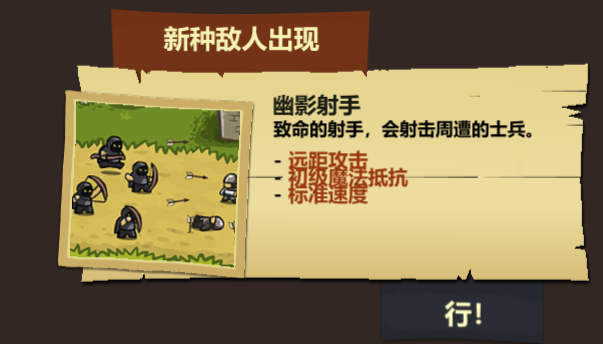 新种敌人出现
幽影射手
致命的射手，会射击周遭的士兵。
- 远距攻击
- 初级魔法抵抗
- 标准速度
行！